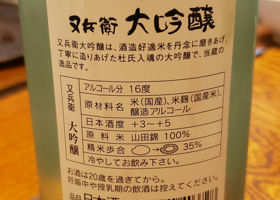 又兵衛 大吟醸
又兵衛大吟醸は、酒造好適米を丹念に磨きあげ、
丁寧に造りあげた杜氏入魂の大吟醸で、当蔵
の逸品です。
又兵衛 大吟醸
アルコール分 16度
原材料名 米(国産)、米麹(国産)、
醸造アルコール
日本酒度 +3~+5
原料米 山田錦 100%
精米歩合 35%
冷やしてお飲み下さい。
お酒は20歳を過ぎてから。
妊娠中や授乳期の飲酒は控えてください。
品目 日本酒